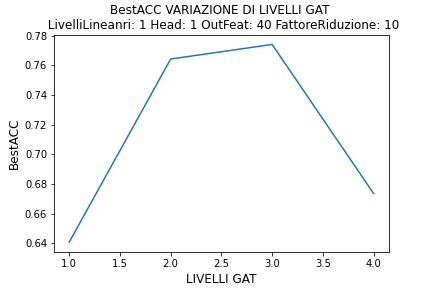 BestACC VARIAZIONE DI LIVELLI GAT
LivelliLineanri: 1 Head: 1 OutFeat: 40 FattoreRiduzione: 10
0.78
0.76
0.74
0.72
0.70
0.68
0.66
0.64
BestACC
1.0 1.5 2.0 2.5 3.0 3.5 4.0
LIVELLI GAT